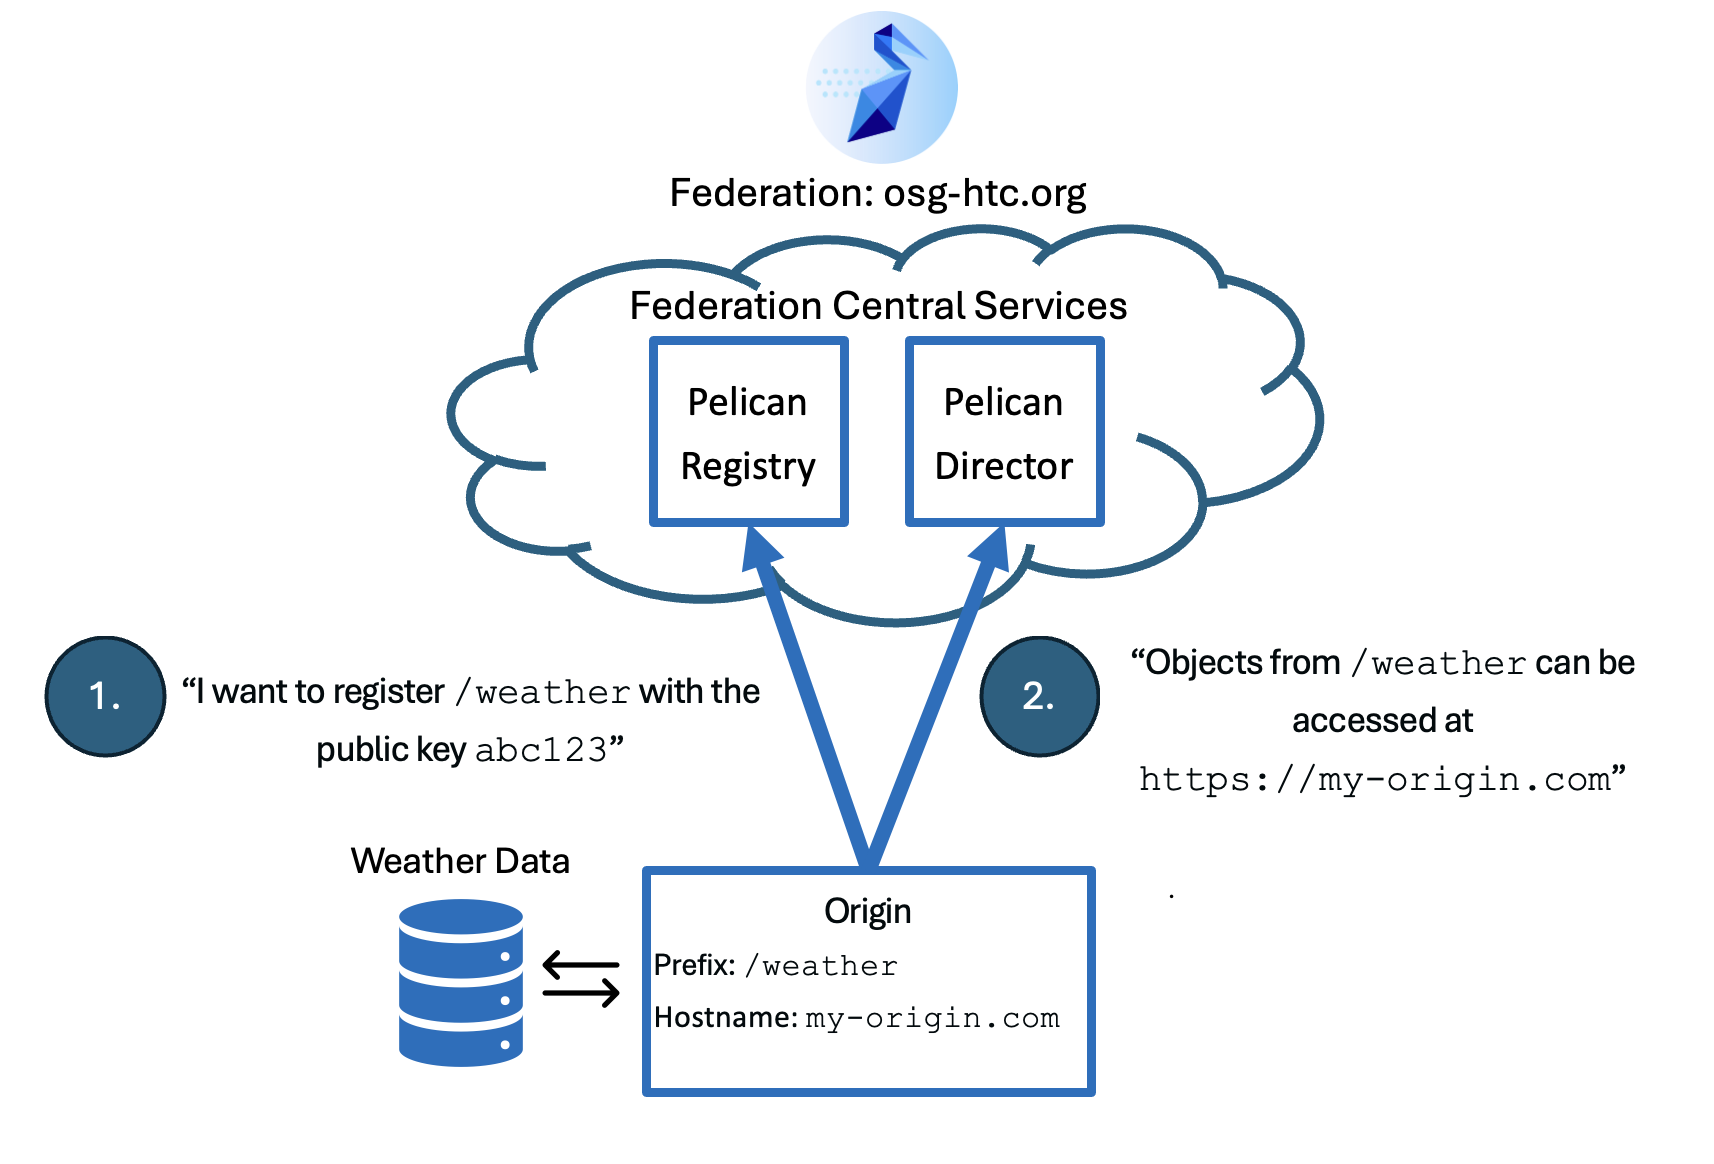 Federation: osg-htc.org
Federation Central Services
Pelican
Registry
Pelican
Director
1.
“I want to register /weather with the
public key abc123”
2.
“Objects from /weather can be
accessed at
https://my-origin.com”
Weather Data
Origin
Prefix: /weather
Hostname: my-origin.com
.